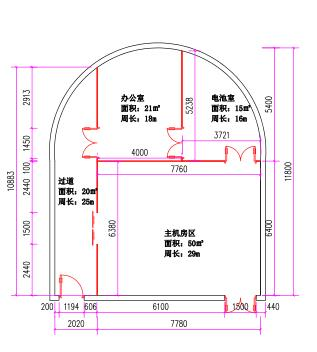 办公室
面积：21㎡
周长：18m
电池室
面积：15㎡
周长：16m
过道
面积：20㎡
周长：25m
主机房区
面积：50㎡
周长：29m
2913
1450
100
2440
1500
2440
10883
5238
3721
4000
7760
6380
5400
11800
6400
200
1194
606
6100
1500
440
2020
7780